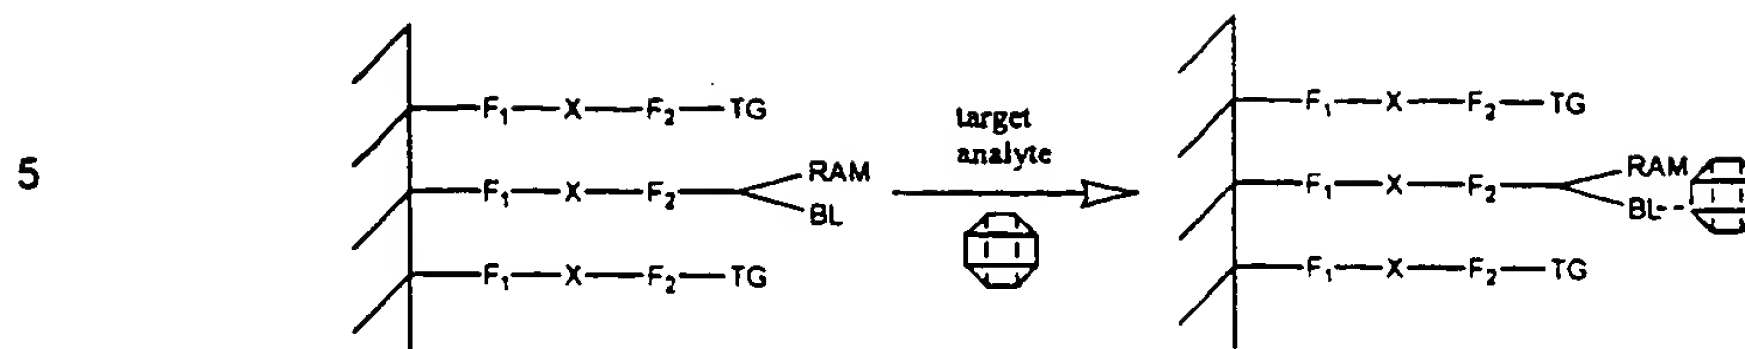 F₁—X—F₂—TG F₁—X—F₂—TG
target
analyte
5 F₁—X—F₂ RAM F₁—X—F₂ RAM
BL BL
F₁—X—F₂—TG F₁—X—F₂—TG